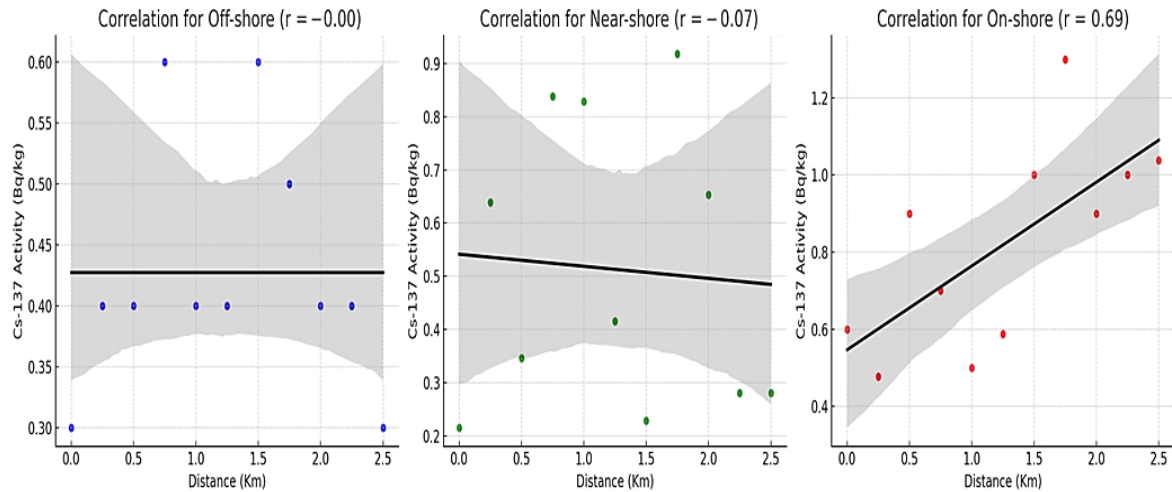 Correlation for Off-shore (r = −0.00)
Cs-137 Activity (Bq/kg)
0.60
0.55
0.50
0.45
0.40
0.35
0.30
0.0 0.5 1.0 1.5 2.0 2.5
Distance (Km)
Correlation for Near-shore (r = −0.07)
Cs-137 Activity (Bq/kg)
0.9
0.8
0.7
0.6
0.5
0.4
0.3
0.2
0.0 0.5 1.0 1.5 2.0 2.5
Distance (Km)
Correlation for On-shore (r = 0.69)
Cs-137 Activity (Bq/kg)
1.2
1.0
0.8
0.6
0.4
0.0 0.5 1.0 1.5 2.0 2.5
Distance (Km)